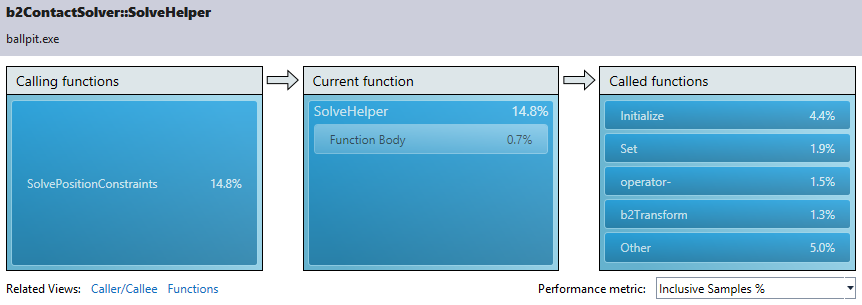 b2ContactSolver::SolveHelper
ballpit.exe
Calling functions
Current function
Called functions
SolvePositionConstraints 14.8%
SolveHelper 14.8%
Function Body 0.7%
Initialize 4.4%
Set 1.9%
operator- 1.5%
b2Transform 1.3%
Other 5.0%
Related Views: Caller/Callee Functions
Performance metric: Inclusive Samples %